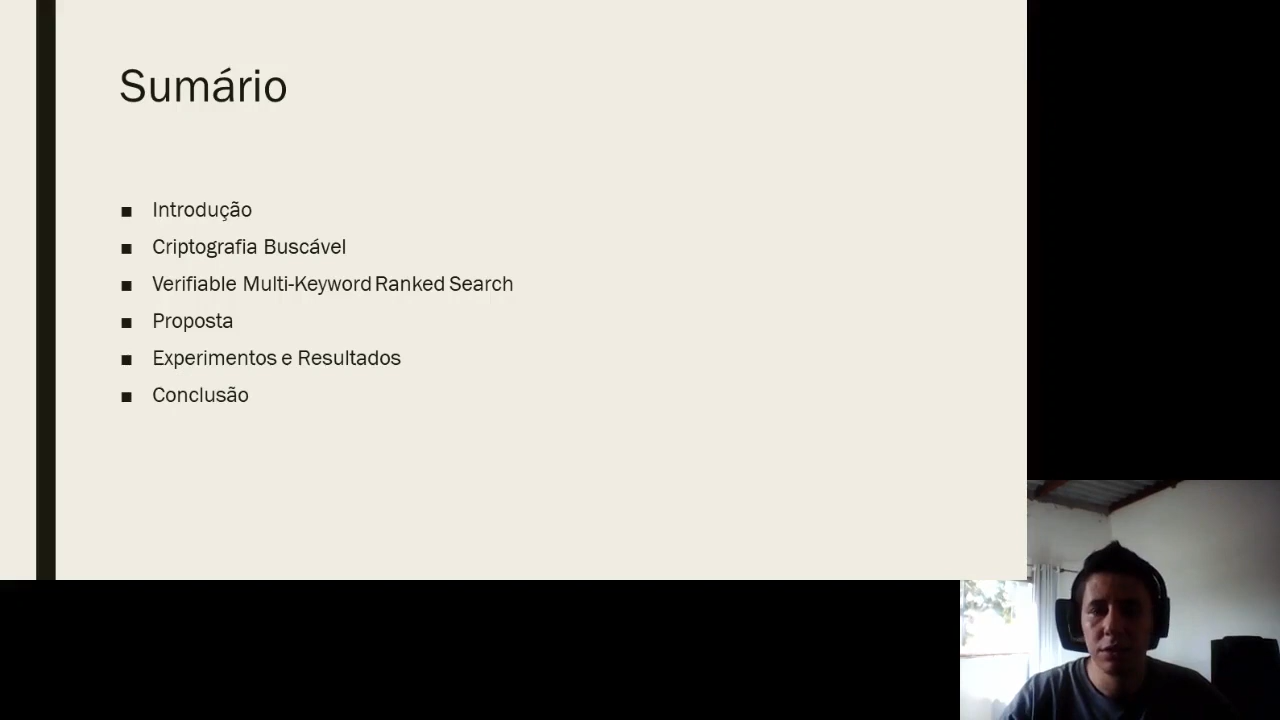 Sumário
■ Introdução
■ Criptografia Buscável
■ Verifiable Multi-Keyword Ranked Search
■ Proposta
■ Experimentos e Resultados
■ Conclusão